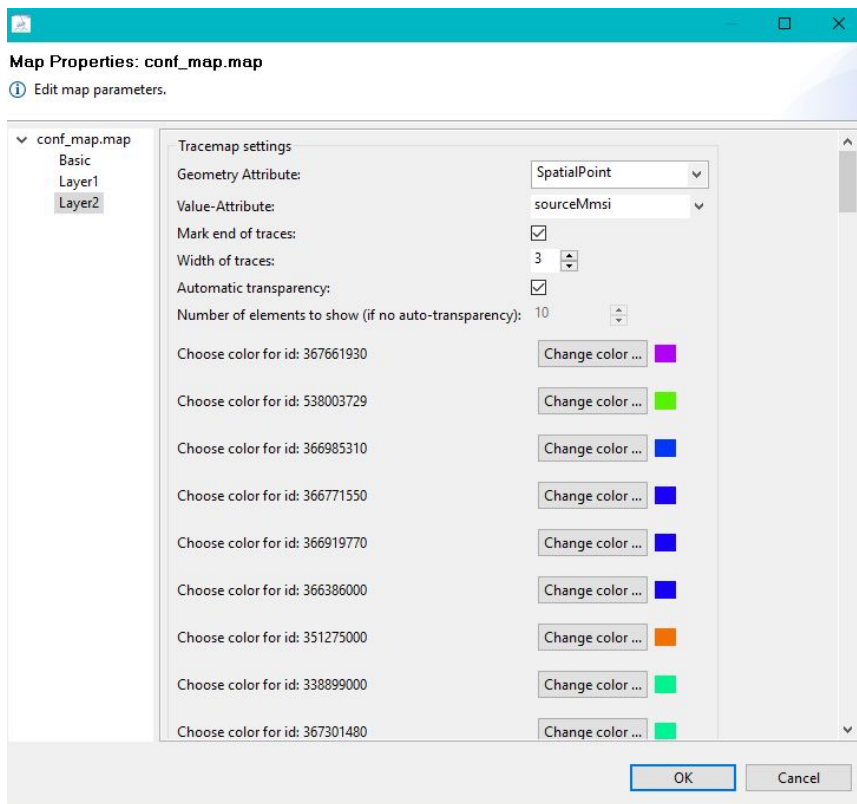 Map Properties: conf_map.map
Edit map parameters.
conf_map.map
Basic
Layer1
Layer2
Tracemap settings
Geometry Attribute: SpatialPoint
Value-Attribute: sourceMmsi
Mark end of traces:
Width of traces: 3
Automatic transparency:
Number of elements to show (if no auto-transparency): 10
Choose color for id: 367661930 Change color ...
Choose color for id: 538003729 Change color ...
Choose color for id: 366985310 Change color ...
Choose color for id: 366771550 Change color ...
Choose color for id: 366919770 Change color ...
Choose color for id: 366386000 Change color ...
Choose color for id: 351275000 Change color ...
Choose color for id: 338899000 Change color ...
Choose color for id: 367301480 Change color ...
OK Cancel